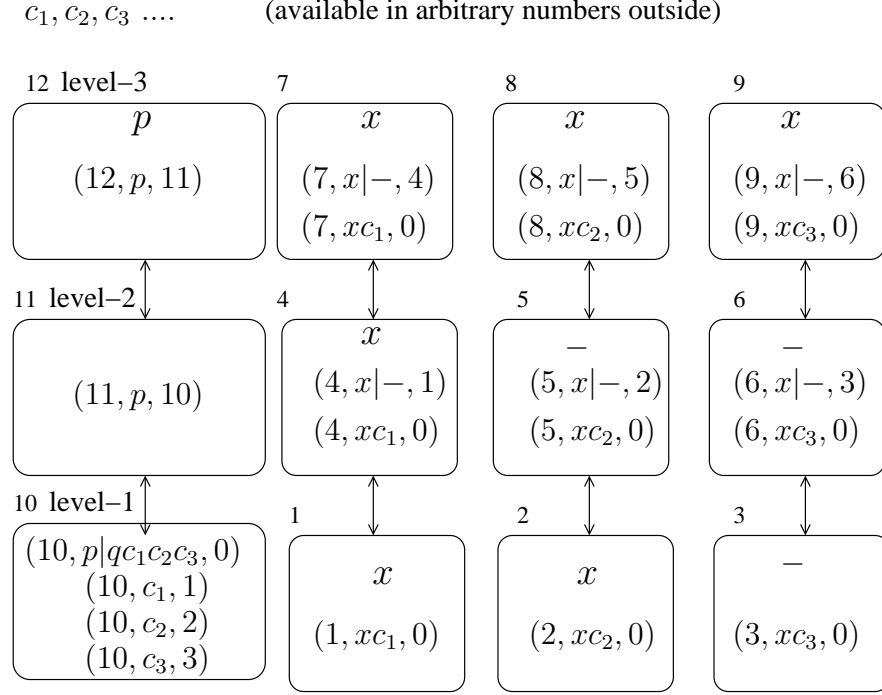 c₁, c₂, c₃ .... (available in arbitrary numbers outside)
12 level−3
p
(12, p, 11)
7
x
(7, x|−, 4)
(7, xc₁, 0)
8
x
(8, x|−, 5)
(8, xc₂, 0)
9
x
(9, x|−, 6)
(9, xc₃, 0)
11 level−2
(11, p, 10)
4
x
(4, x|−, 1)
(4, xc₁, 0)
5
−
(5, x|−, 2)
(5, xc₂, 0)
6
−
(6, x|−, 3)
(6, xc₃, 0)
10 level−1
(10, p|qc₁c₂c₃, 0)
(10, c₁, 1)
(10, c₂, 2)
(10, c₃, 3)
1
x
(1, xc₁, 0)
2
x
(2, xc₂, 0)
3
−
(3, xc₃, 0)